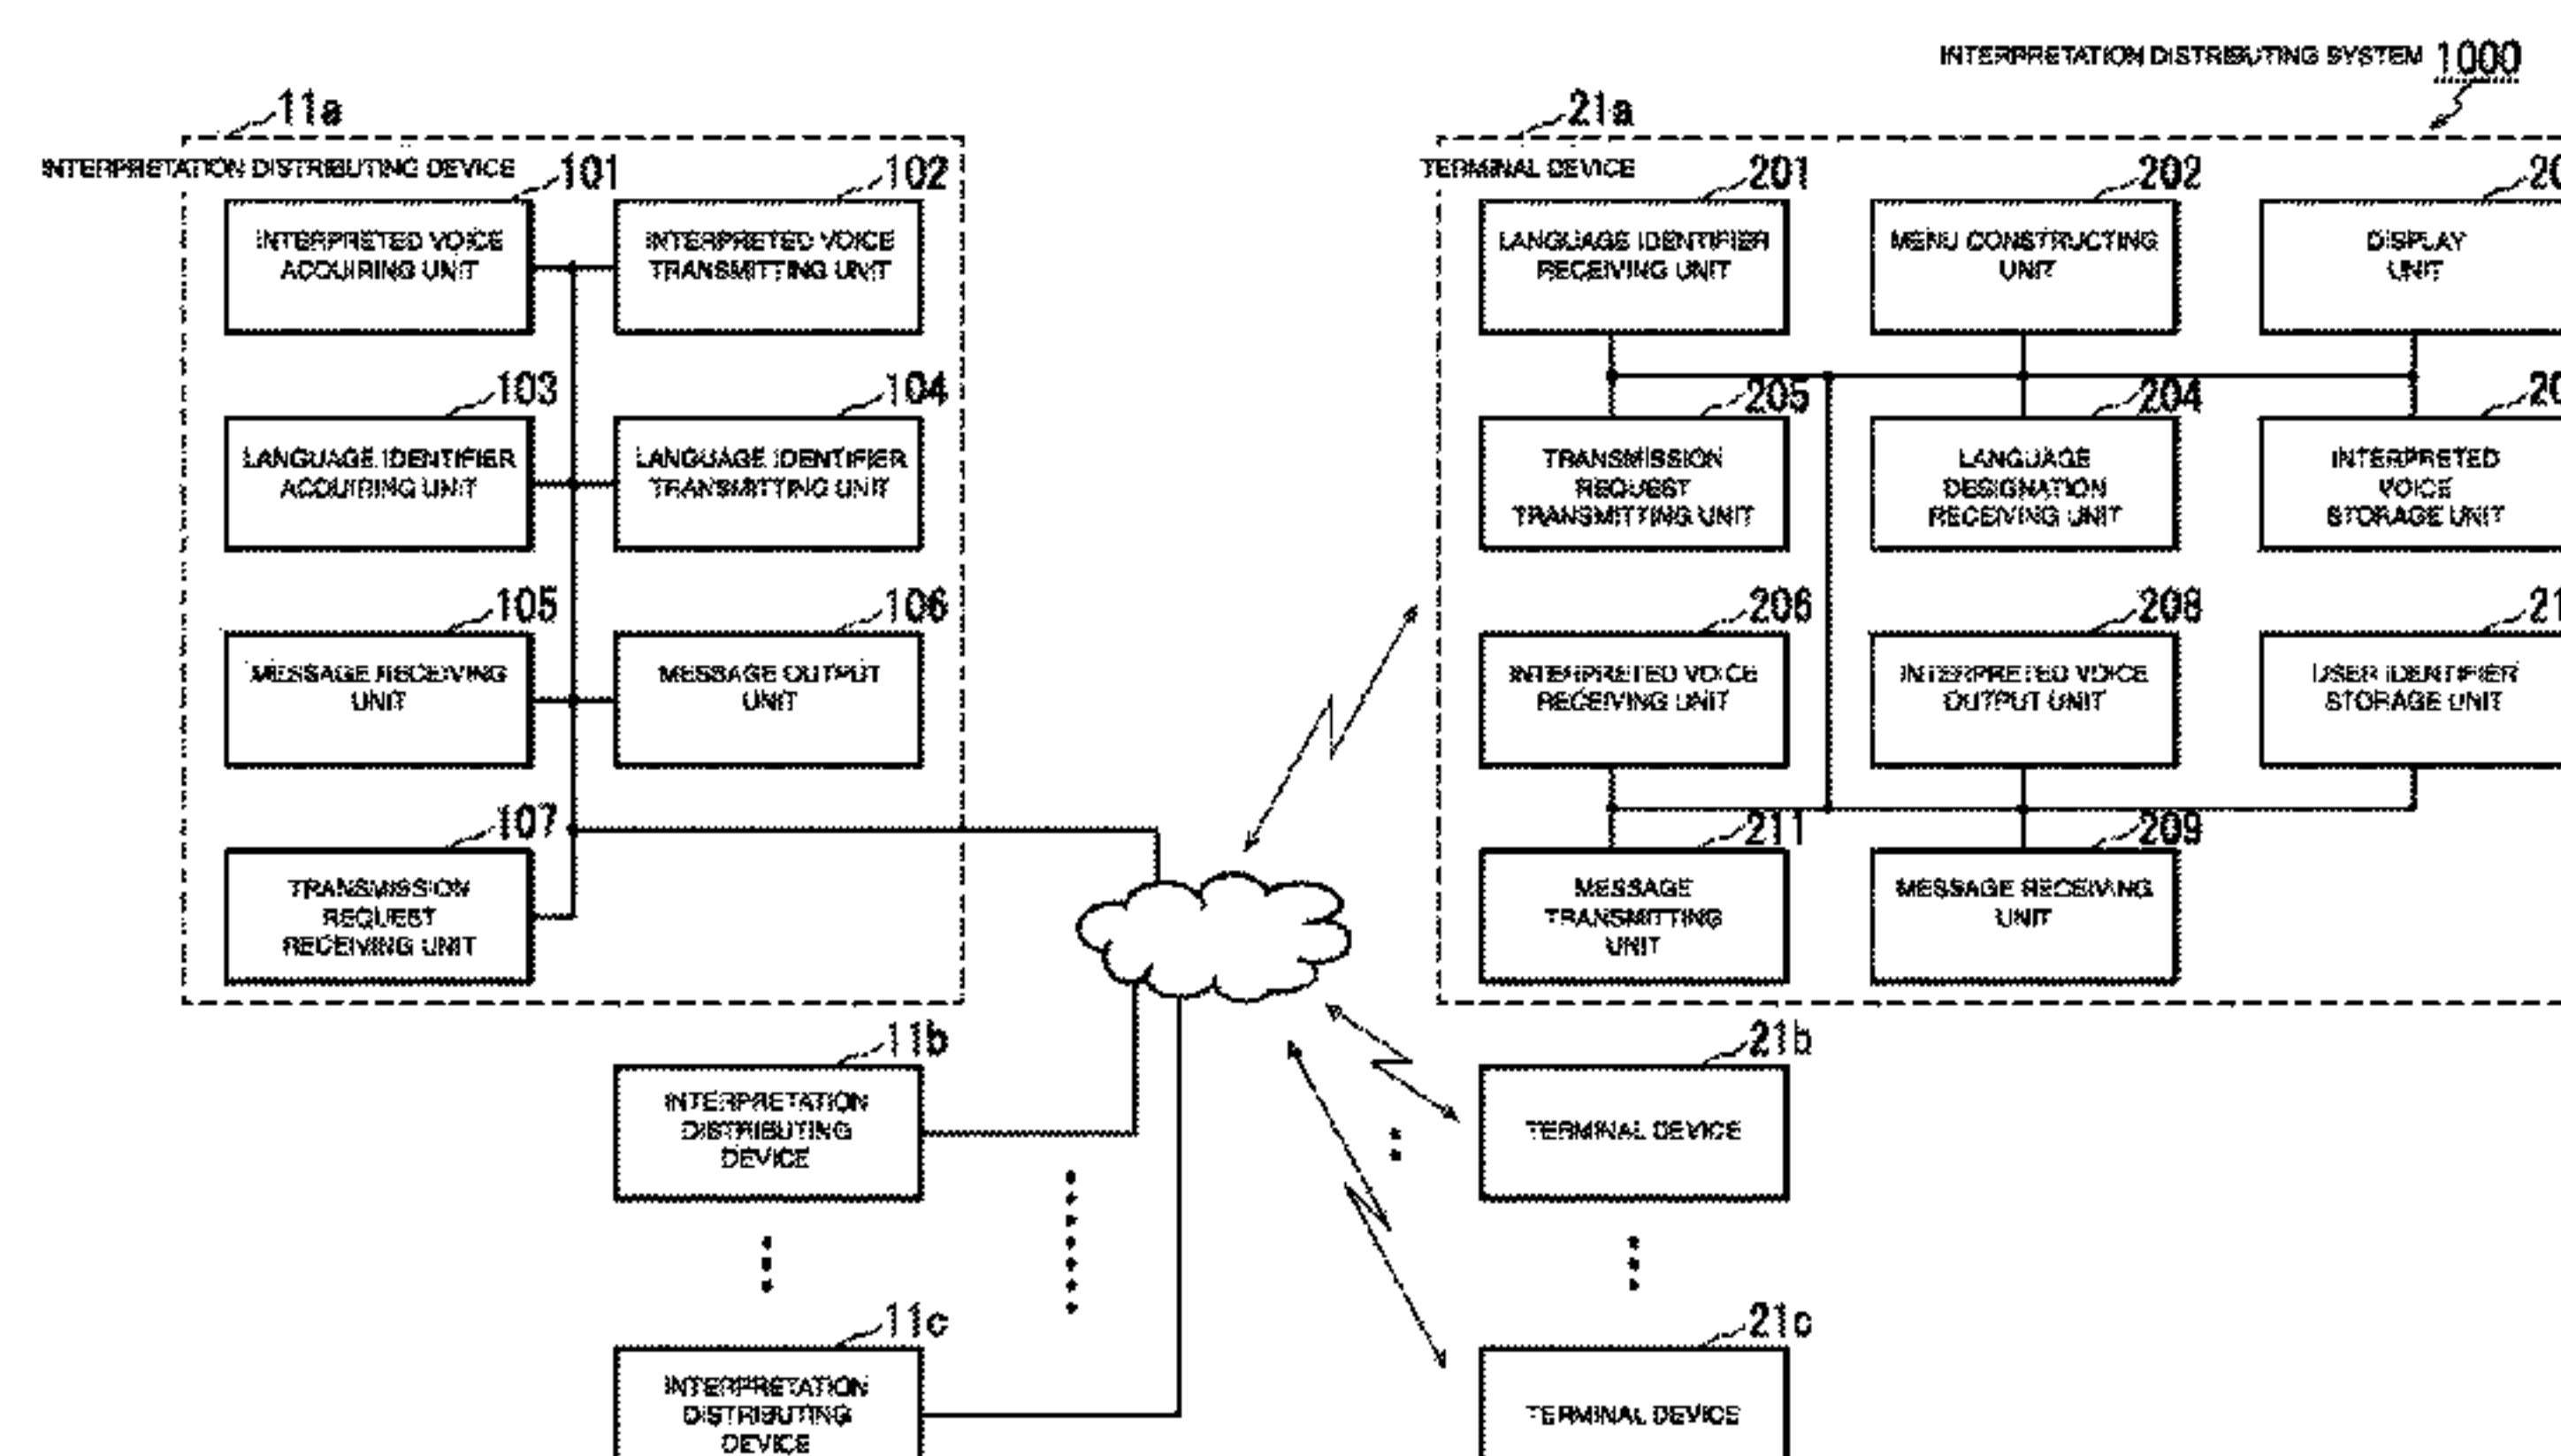 INTERPRETATION DISTRIBUTING SYSTEM 1000
11a
21a
INTERPRETATION DISTRIBUTING DEVICE
TERMINAL DEVICE
101
102
201
202
20
INTERPRETED VOICE
ACQUIRING UNIT
INTERPRETED VOICE
TRANSMITTING UNIT
LANGUAGE IDENTIFIER
RECEIVING UNIT
MENU CONSTRUCTING
UNIT
DISPLAY
UNIT
103
104
205
204
20
LANGUAGE IDENTIFIER
ACQUIRING UNIT
LANGUAGE IDENTIFIER
TRANSMITTING UNIT
TRANSMISSION
REQUEST
TRANSMITTING UNIT
LANGUAGE
DESIGNATION
RECEIVING UNIT
INTERPRETED
VOICE
STORAGE UNIT
105
106
206
208
21
MESSAGE RECEIVING
UNIT
MESSAGE OUTPUT
UNIT
INTERPRETED VOICE
RECEIVING UNIT
INTERPRETED VOICE
OUTPUT UNIT
USER IDENTIFIER
STORAGE UNIT
107
211
209
TRANSMISSION
REQUEST
RECEIVING UNIT
MESSAGE
TRANSMITTING
UNIT
MESSAGE RECEIVING
UNIT
11b
21b
INTERPRETATION
DISTRIBUTING
DEVICE
TERMINAL DEVICE
11c
21c
INTERPRETATION
DISTRIBUTING
DEVICE
TERMINAL DEVICE